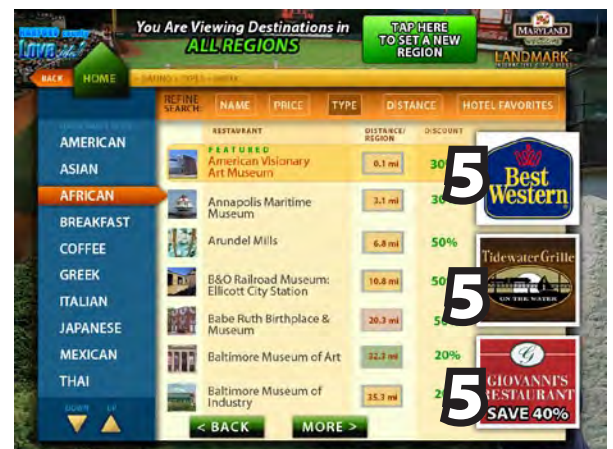 You Are Viewing Destinations in
ALL REGIONS
TAP HERE
TO SET A NEW
REGION
MARYLAND
LANDMARK
BACK
HOME
REFINE
SEARCH:
NAME
PRICE
TYPE
DISTANCE
HOTEL FAVORITES
RESTAURANT
DISTANCE/
REGION
DISCOUNT
AMERICAN
ASIAN
AFRICAN
BREAKFAST
COFFEE
GREEK
ITALIAN
JAPANESE
MEXICAN
THAI
DOWN UP
FEATURED
American Visionary
Art Museum
0.1 mi
Annapolis Maritime
Museum
3.1 mi
Arundel Mills
6.8 mi
50%
B&O Railroad Museum:
Ellicott City Station
10.8 mi
Babe Ruth Birthplace &
Museum
20.3 mi
Baltimore Museum of Art
32.3 mi
20%
Baltimore Museum of
Industry
35.3 mi
< BACK
MORE >
5
Best
Western
5
Tidewater Grille
ON THE WATER
5
G
GIOVANNI'S
RESTAURANT
SAVE 40%